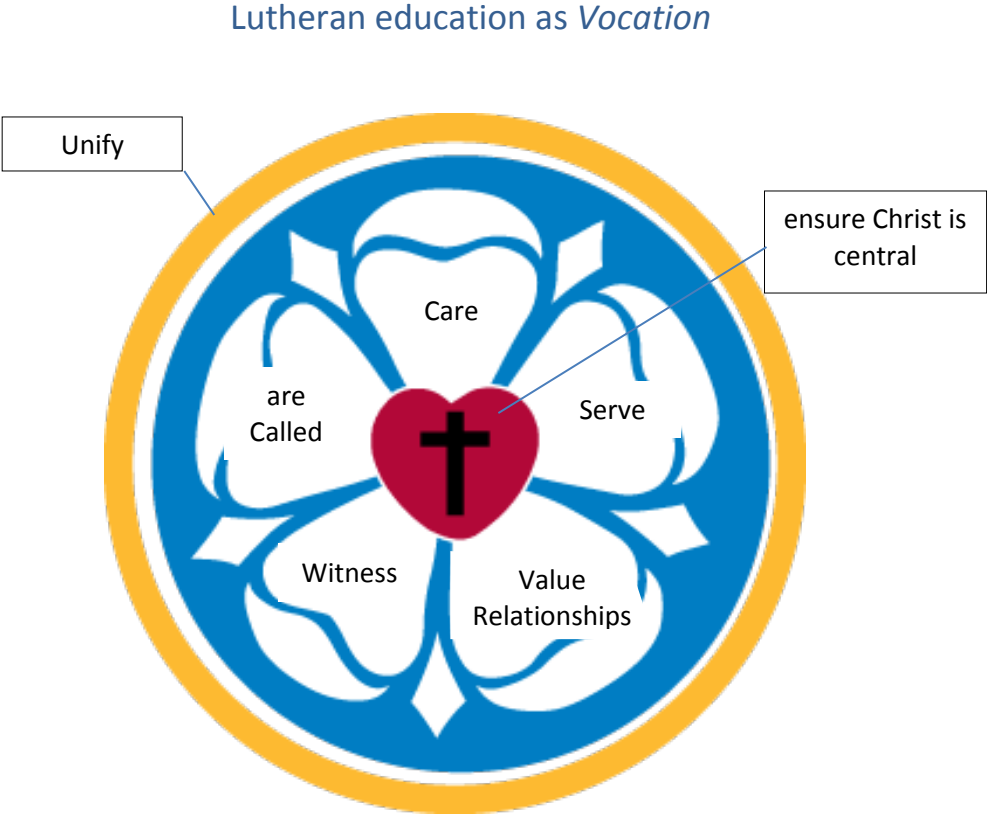 Lutheran education as Vocation
Unify
ensure Christ is
central
Care
are
Called
Serve
Witness
Value
Relationships